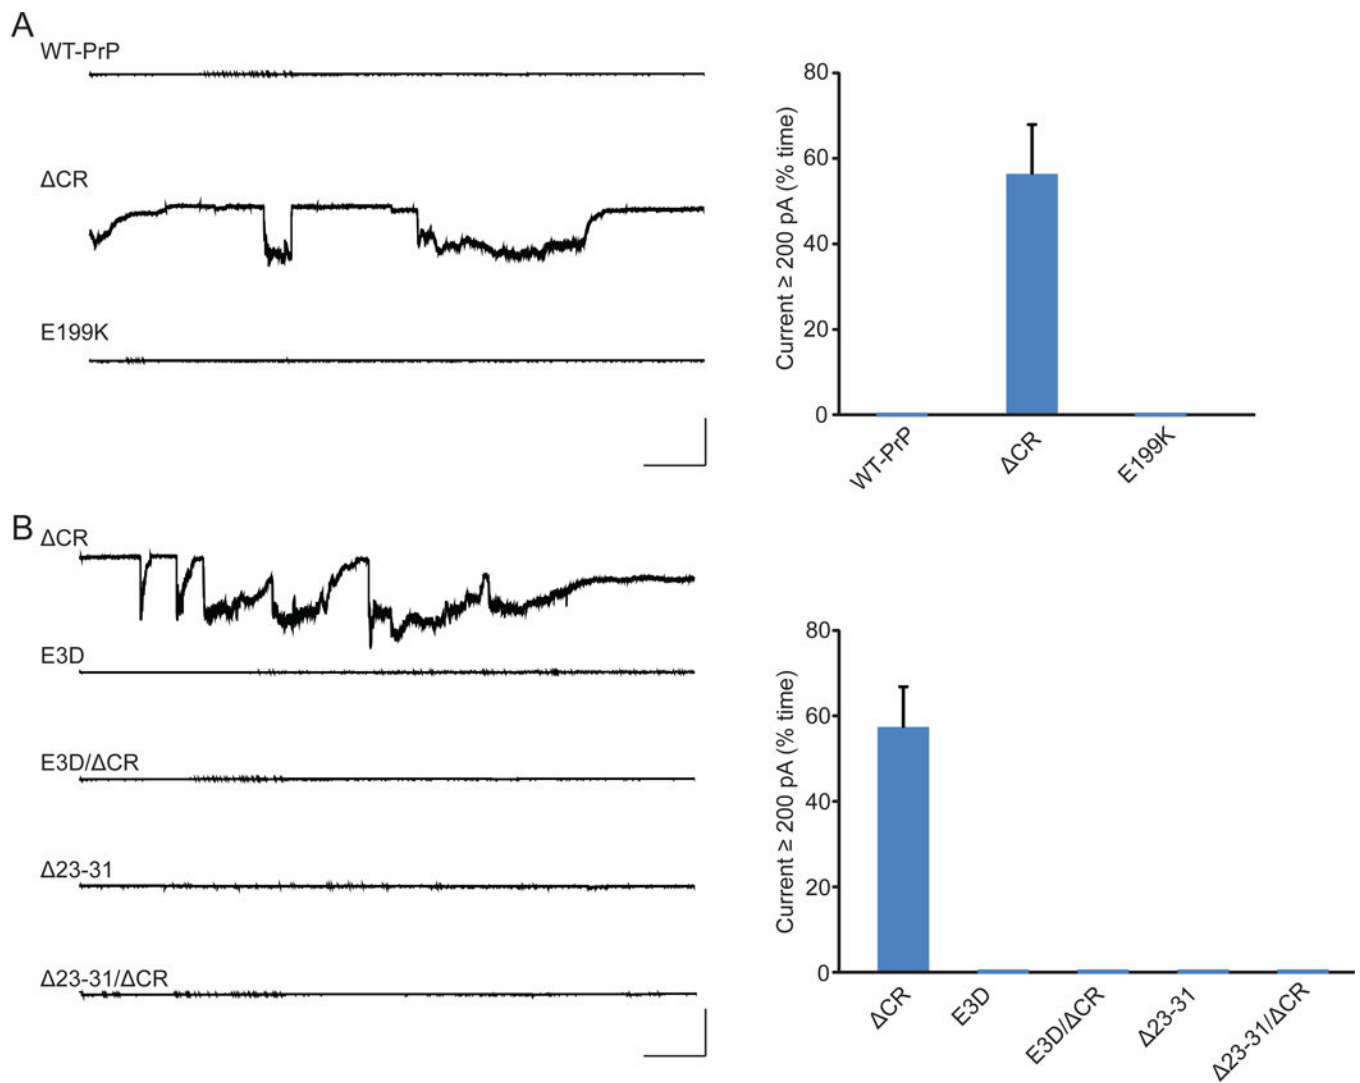 A
WT-PrP
ΔCR
E199K
Current ≥ 200 pA (% time)
80
60
40
20
0
WT-PrP
ΔCR
E199K
B
ΔCR
E3D
E3D/ΔCR
Δ23-31
Δ23-31/ΔCR
Current ≥ 200 pA (% time)
80
60
40
20
0
ΔCR
E3D
E3D/ΔCR
Δ23-31
Δ23-31/ΔCR